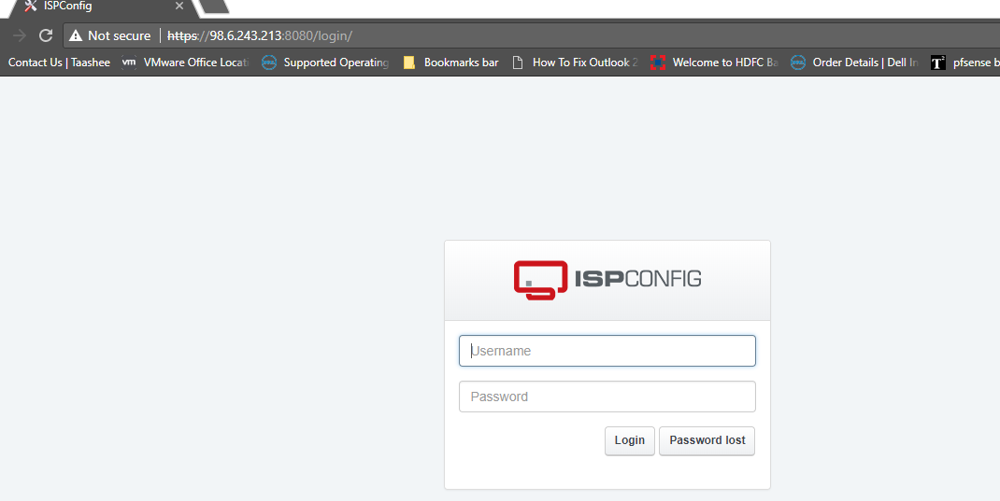 ISPConfig
Not secure https://98.6.243.213:8080/login/
Contact Us | Taashee vm VMware Office Locati Supported Operating Bookmarks bar How To Fix Outlook 2 Welcome to HDFC Ba Order Details | Dell In T pfsense b
ISPCONFIG
Username
Password
Login Password lost